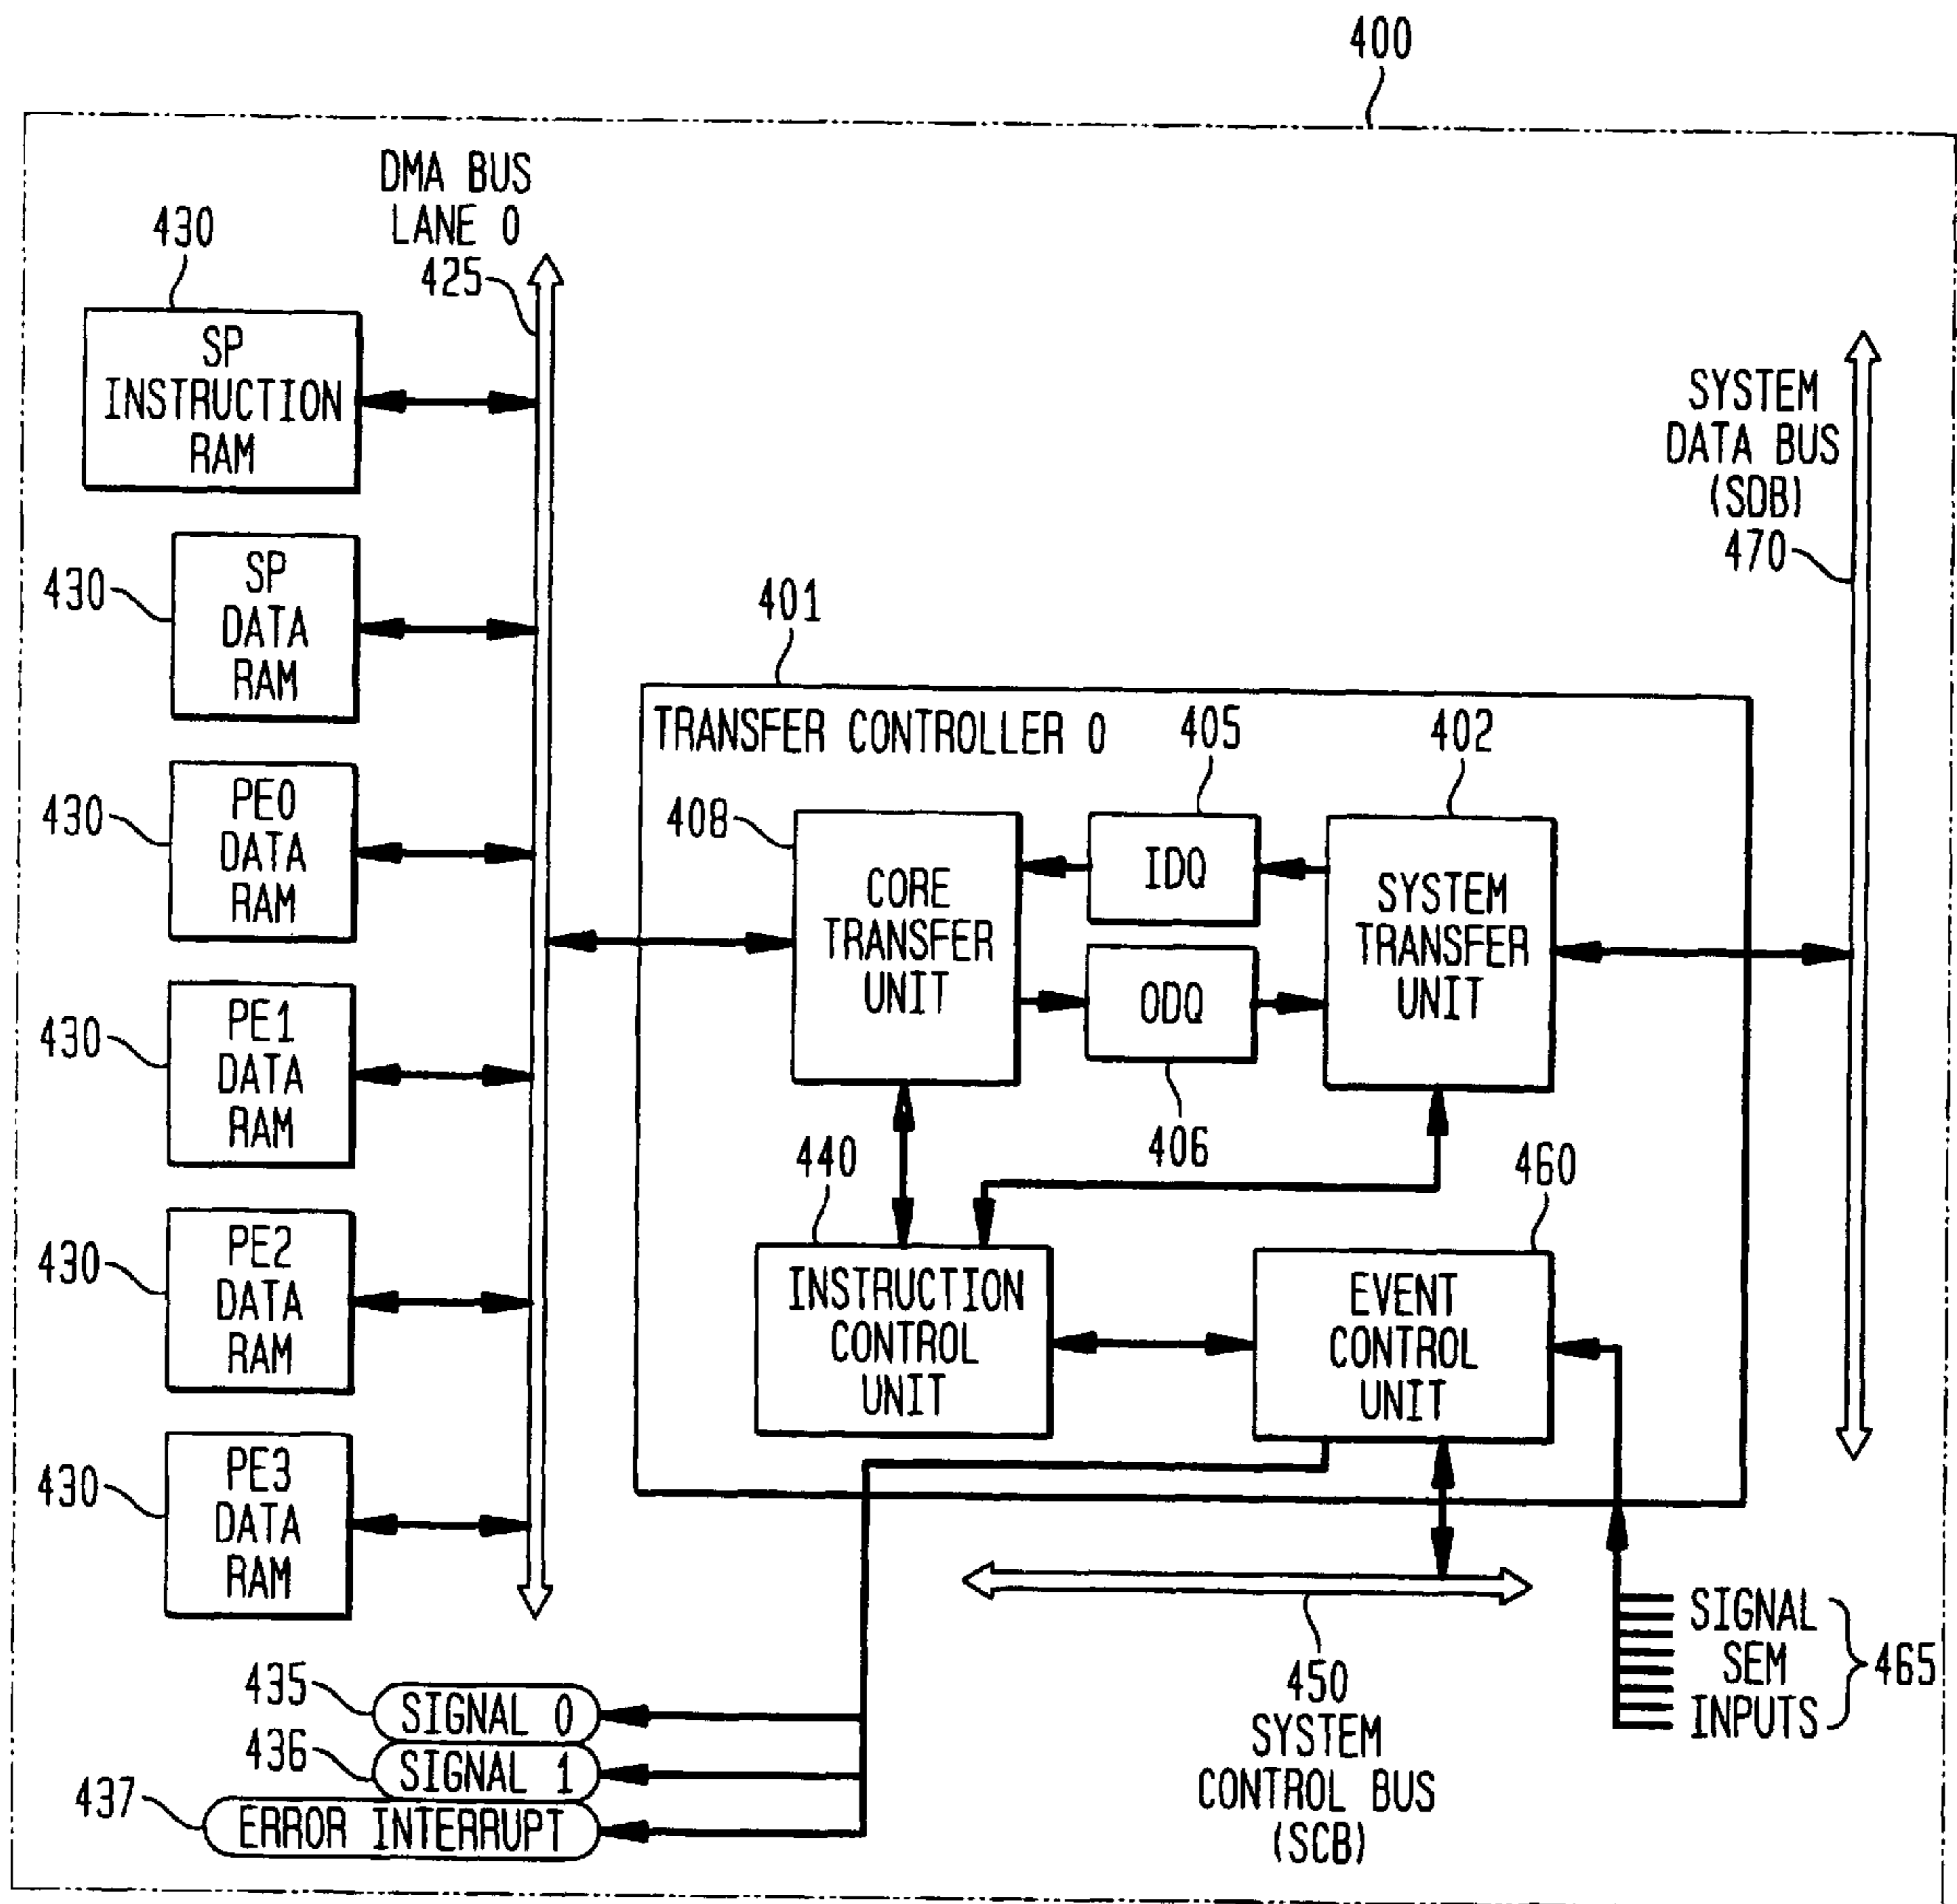 400
DMA BUS
LANE 0
425
430
SP
INSTRUCTION
RAM
430
SP
DATA
RAM
430
PE0
DATA
RAM
430
PE1
DATA
RAM
430
PE2
DATA
RAM
430
PE3
DATA
RAM
SYSTEM
DATA BUS
(SDB)
470
401
TRANSFER CONTROLLER 0
408
CORE
TRANSFER
UNIT
405
IDQ
ODQ
406
402
SYSTEM
TRANSFER
UNIT
440
INSTRUCTION
CONTROL
UNIT
460
EVENT
CONTROL
UNIT
435
SIGNAL 0
436
SIGNAL 1
437
ERROR INTERRUPT
450
SYSTEM
CONTROL BUS
(SCB)
SIGNAL
SEM
INPUTS
465